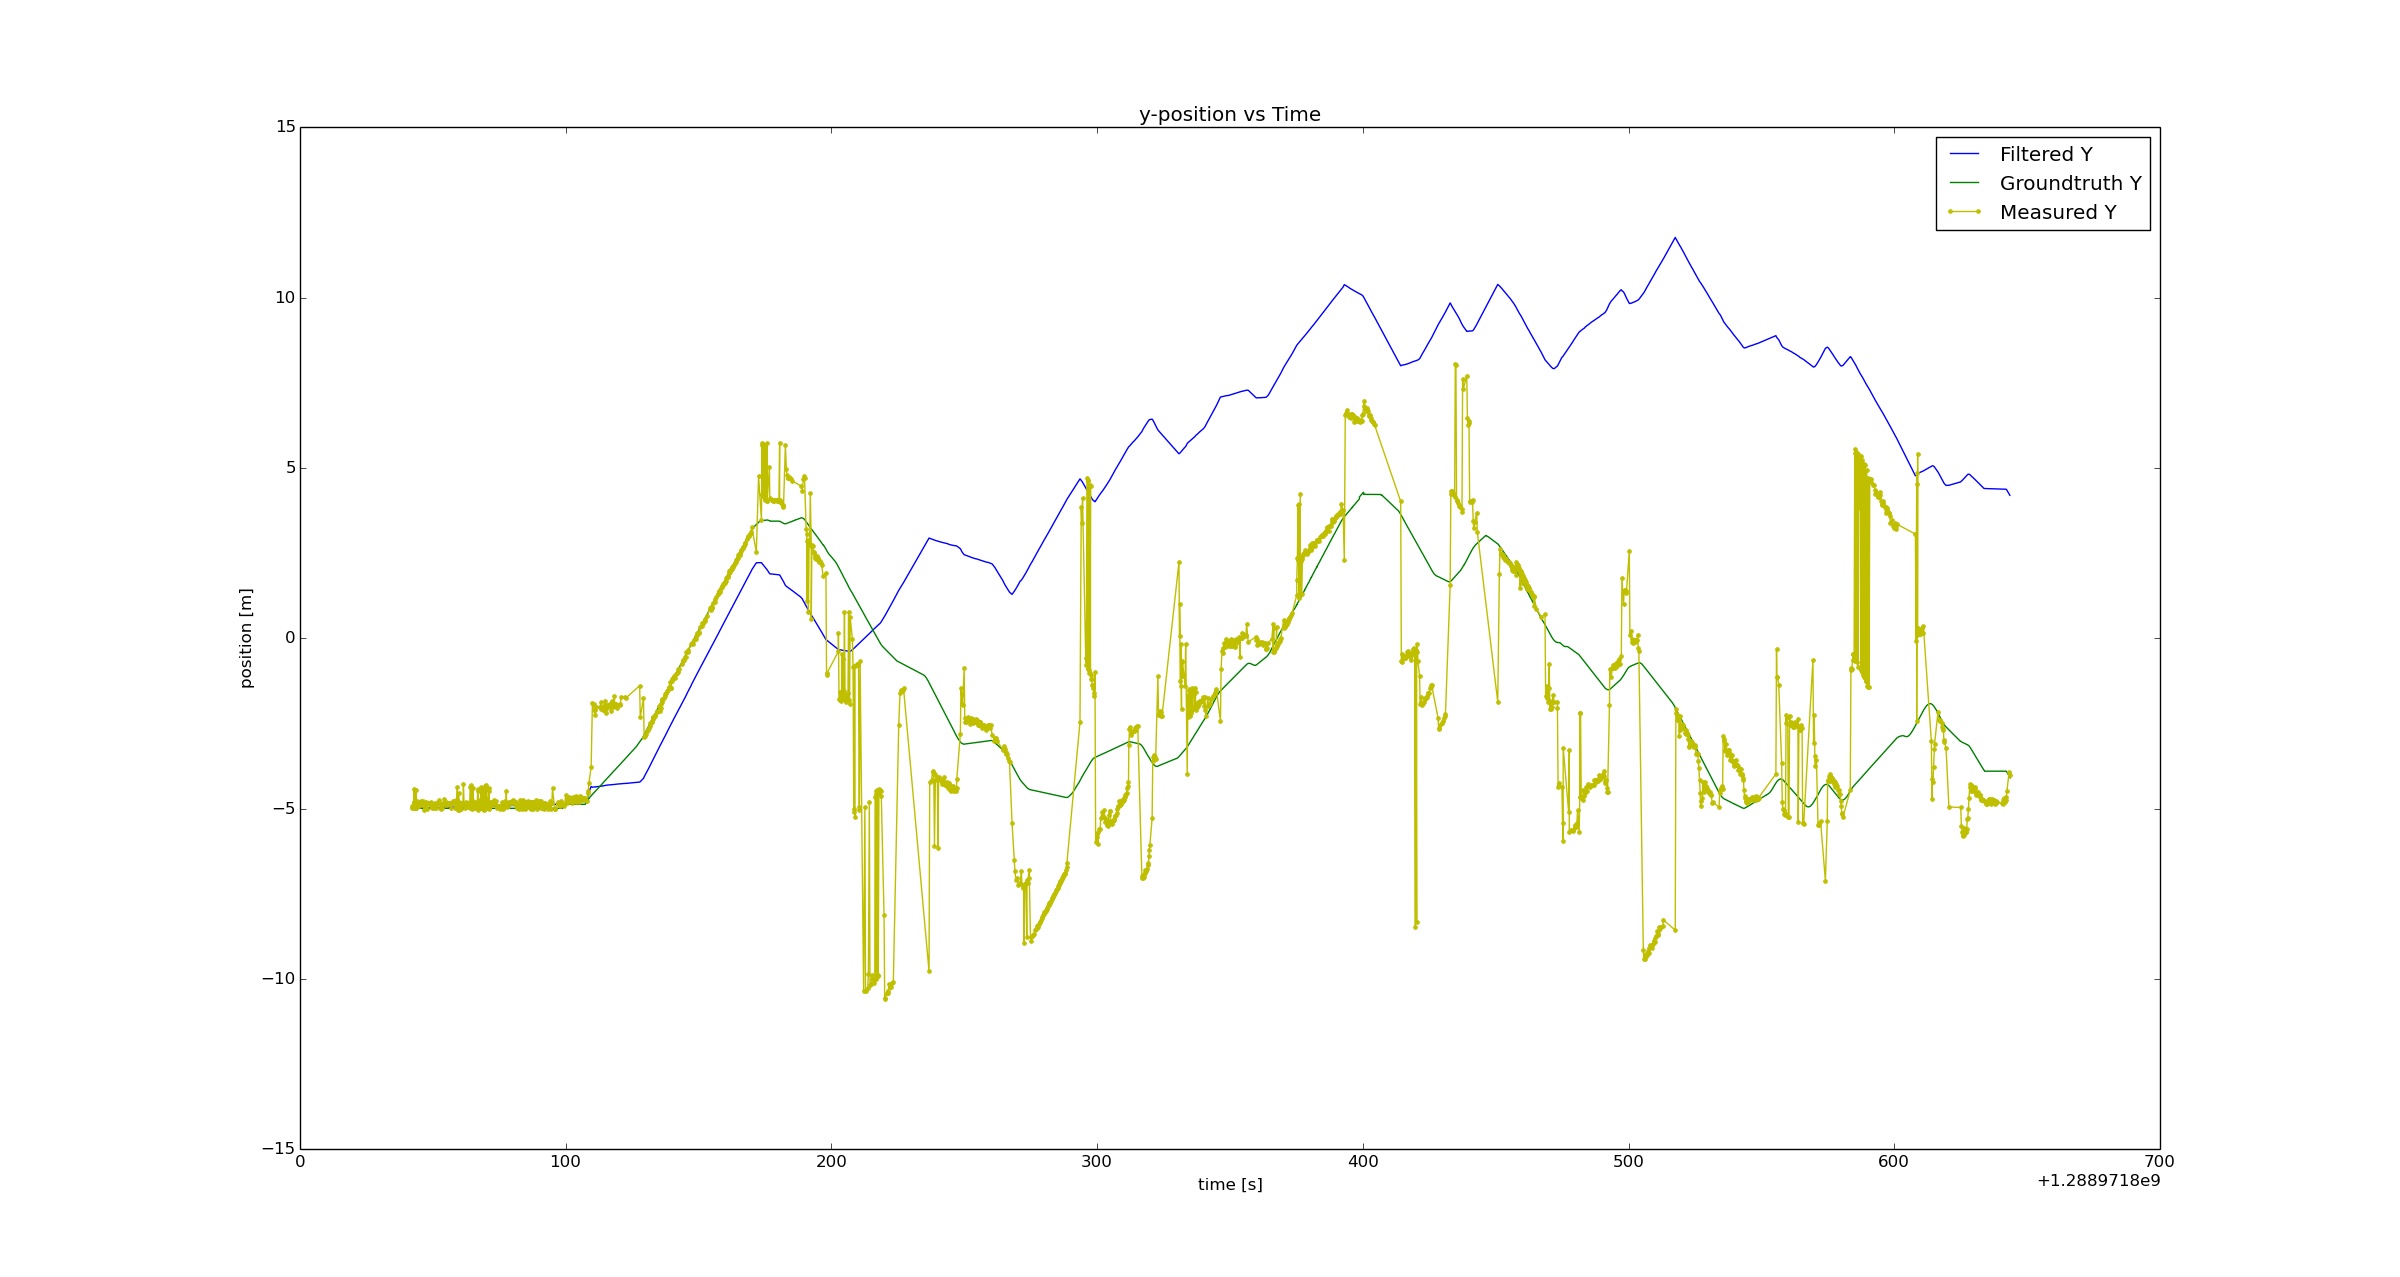 y-position vs Time
15
10
5
0
−5
−10
−15
position [m]
Filtered Y
Groundtruth Y
Measured Y
0 100 200 300 400 500 600 700
time [s]
+1.2889718e9